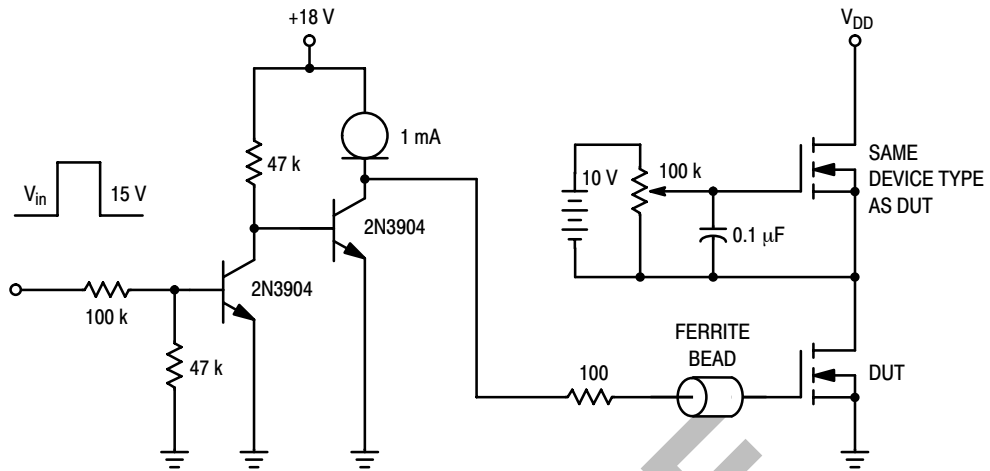 +18 V
V_DD
47 k
1 mA
V_in
15 V
10 V
100 k
SAME
DEVICE TYPE
AS DUT
2N3904
0.1 μF
2N3904
100 k
47 k
FERRITE
BEAD
100
DUT